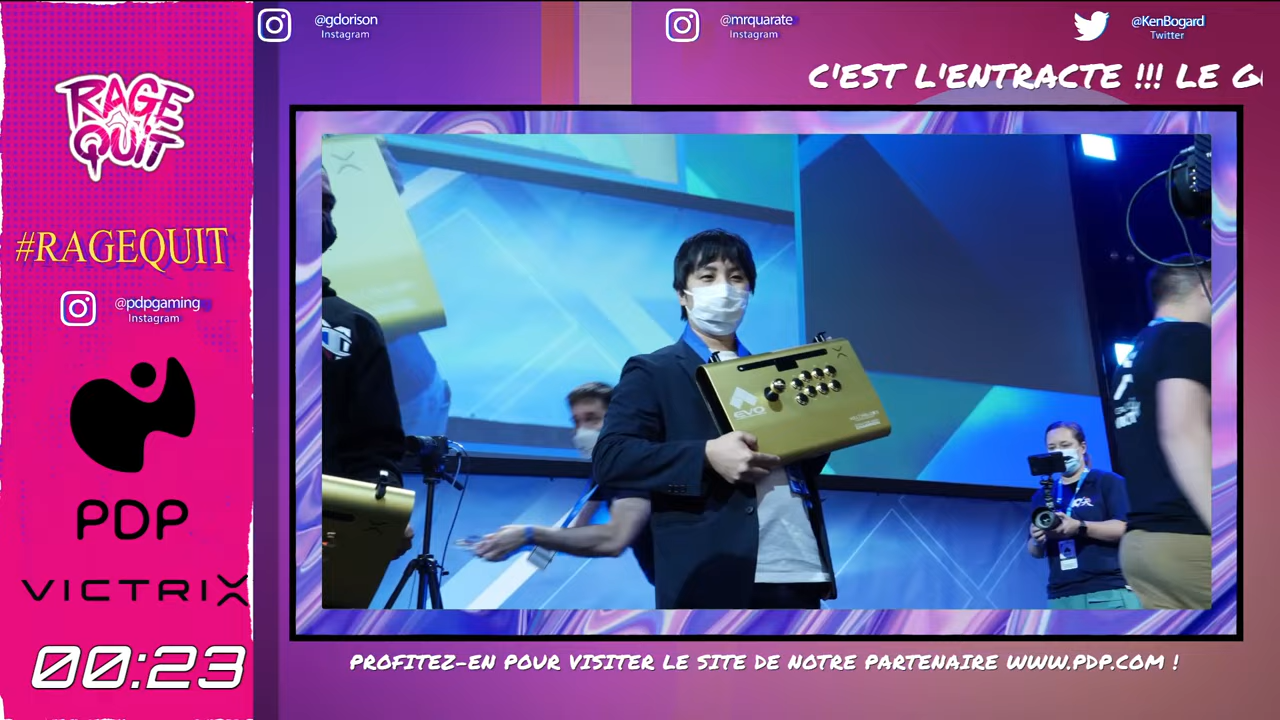 @gdorison
Instagram
@mrquarate
Instagram
@KenBogard
Twitter
C'EST L'ENTRACTE !!! LE
RAGE
QUIT
#RAGEQUIT
@pdpgaming
Instagram
PDP
VICTRIX
00:23
EVO
PROFITEZ-EN POUR VISITER LE SITE DE NOTRE PARTENAIRE WWW.PDP.COM !